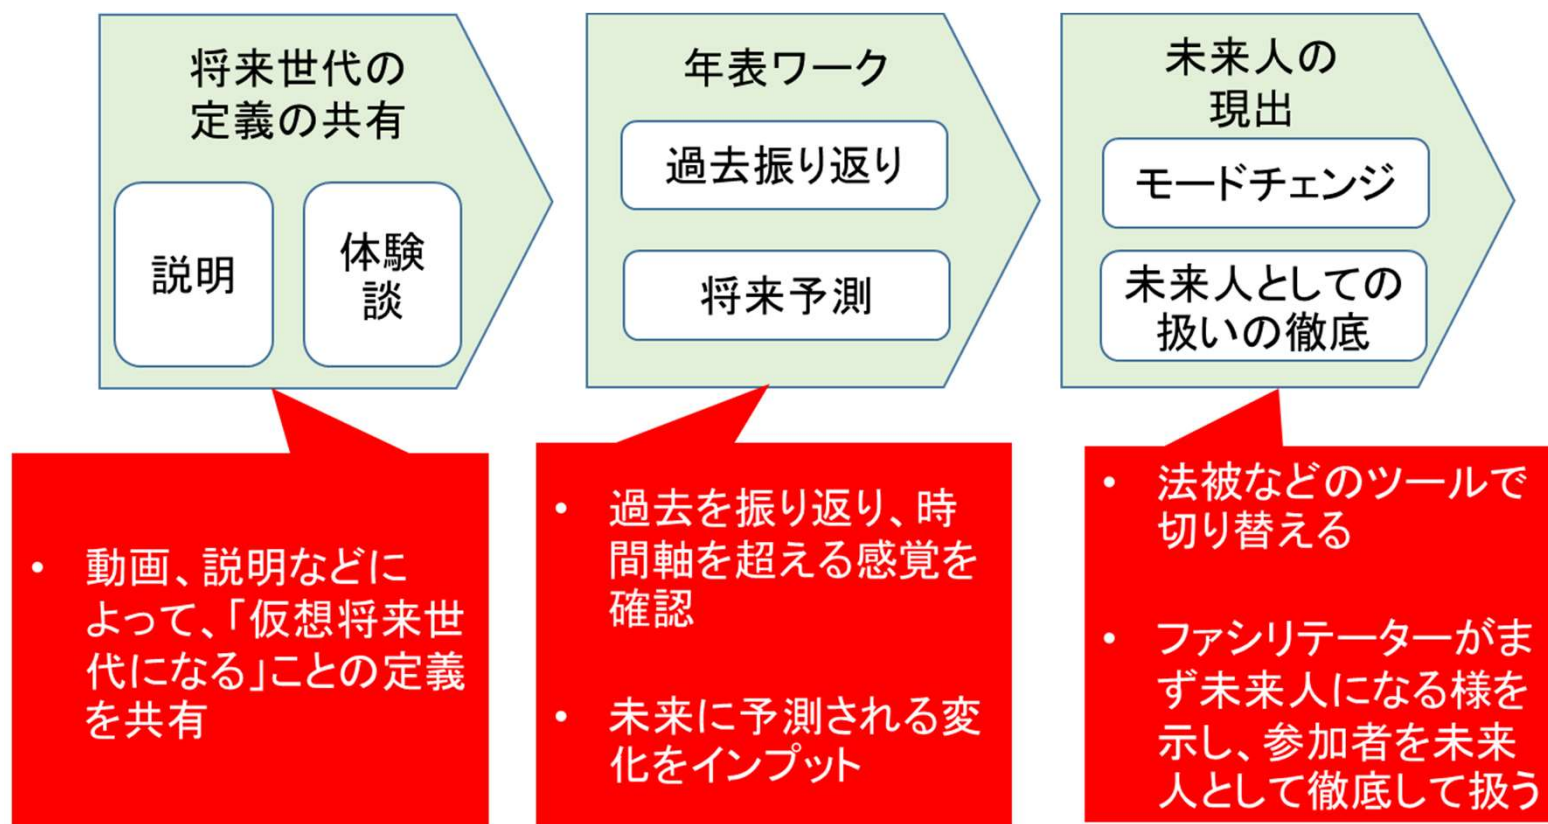 将来世代の
定義の共有
説明
体験
談
年表ワーク
過去振り返り
将来予測
未来人の
現出
モードチェンジ
未来人としての
扱いの徹底
• 動画、説明などに
よって、「仮想将来世
代になる」ことの定義
を共有
• 過去を振り返り、時
間軸を超える感覚を
確認
• 未来に予測される変
化をインプット
• 法被などのツールで
切り替える
• ファシリテーターがま
ず未来人になる様を
示し、参加者を未来
人として徹底して扱う